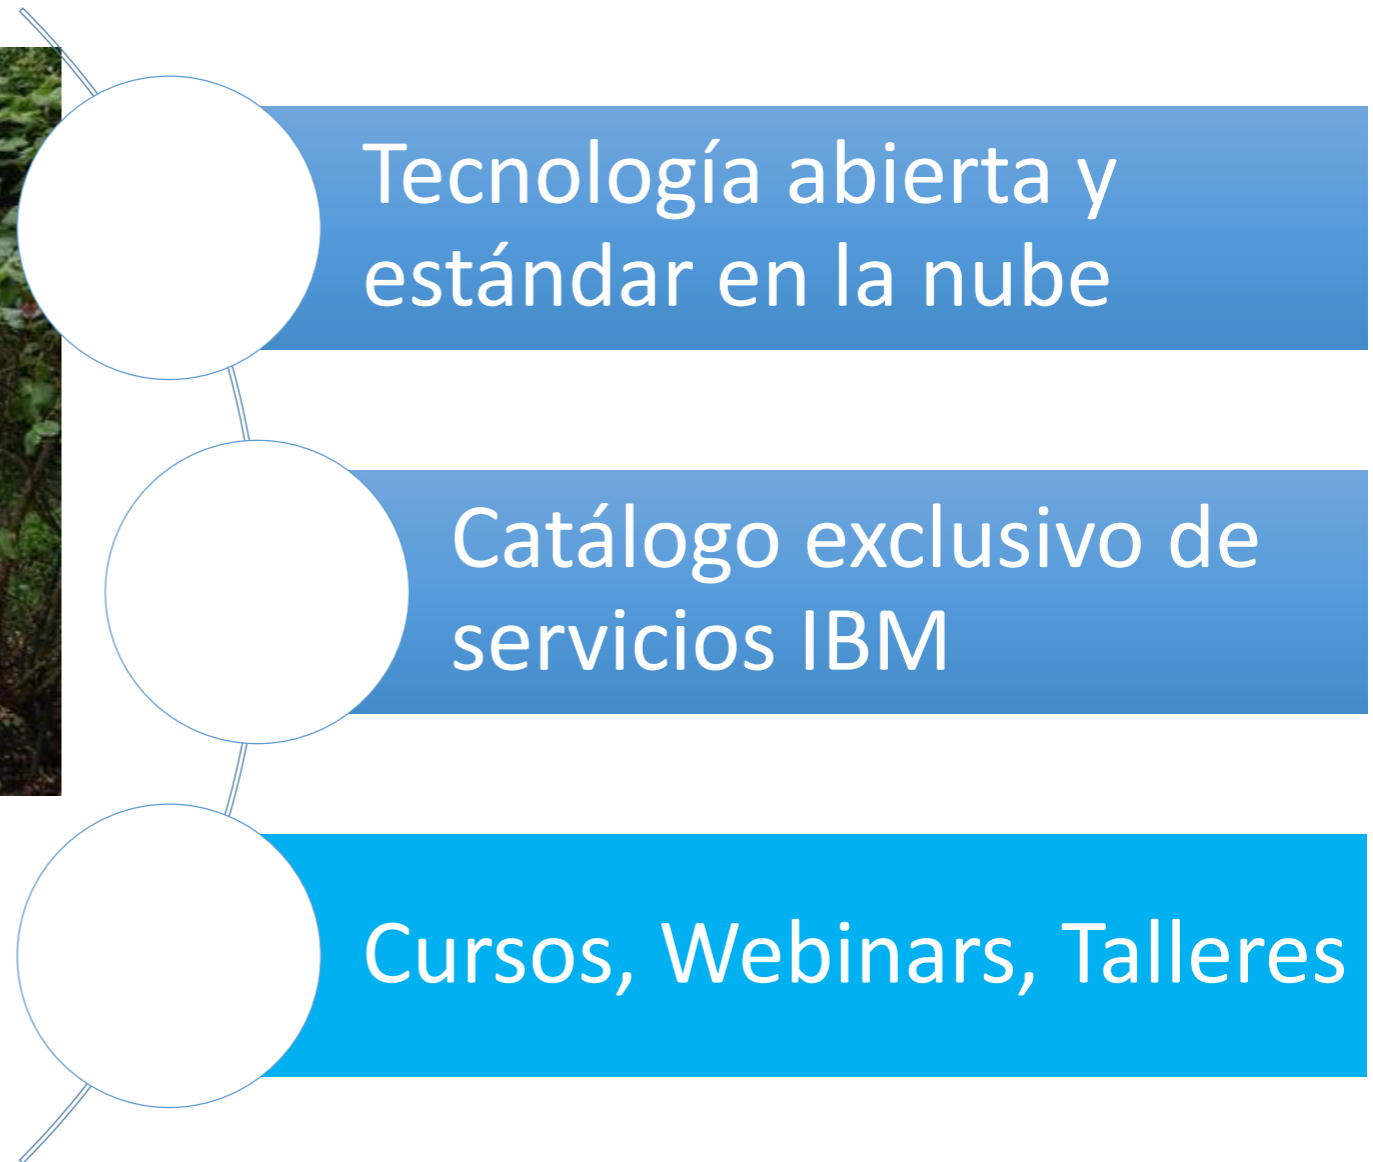 Tecnología abierta y
estándar en la nube
Catálogo exclusivo de
servicios IBM
Cursos, Webinars, Talleres